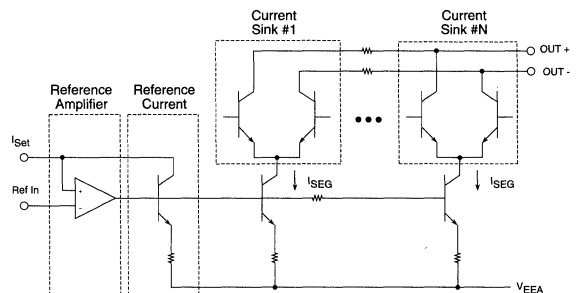 Current
Sink #1
Current
Sink #N
OUT +
OUT -
Reference
Amplifier
Reference
Current
ISet
Ref In
+
-
ISEG
ISEG
VEEA